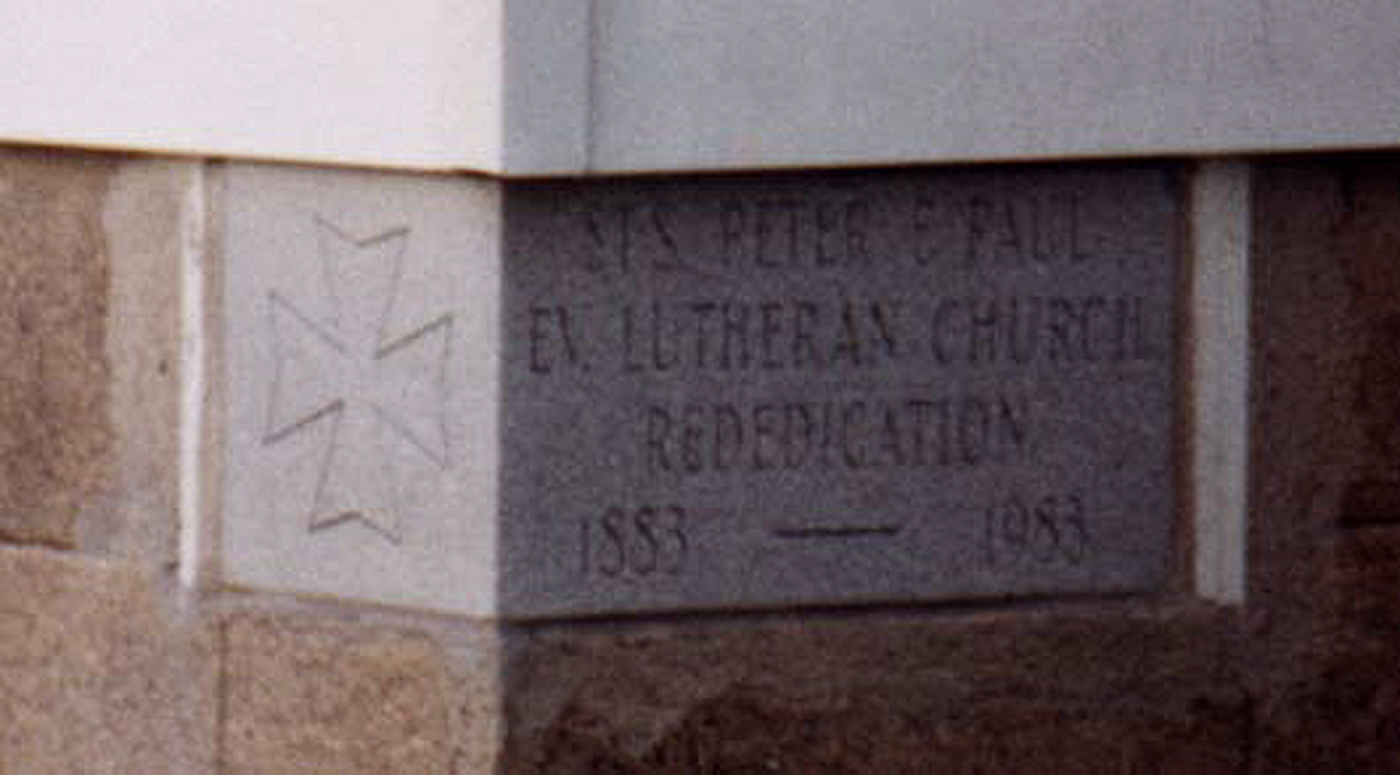 STS PETER & PAUL
EV. LUTHERAN CHURCH
REDEDICATION
1883 — 1983